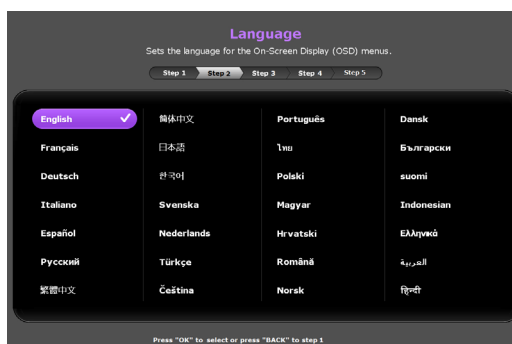 Language
Sets the language for the On-Screen Display (OSD) menus.
Step 1 Step 2 Step 3 Step 4 Step 5
English 简体中文 Português Dansk
Français 日本語 ไทย Български
Deutsch 한국어 Polski suomi
Italiano Svenska Magyar Indonesian
Español Nederlands Hrvatski Ελληνικά
Русский Türkçe Română العربية
繁體中文 Čeština Norsk हिन्दी
Press "OK" to select or press "BACK" to step 1